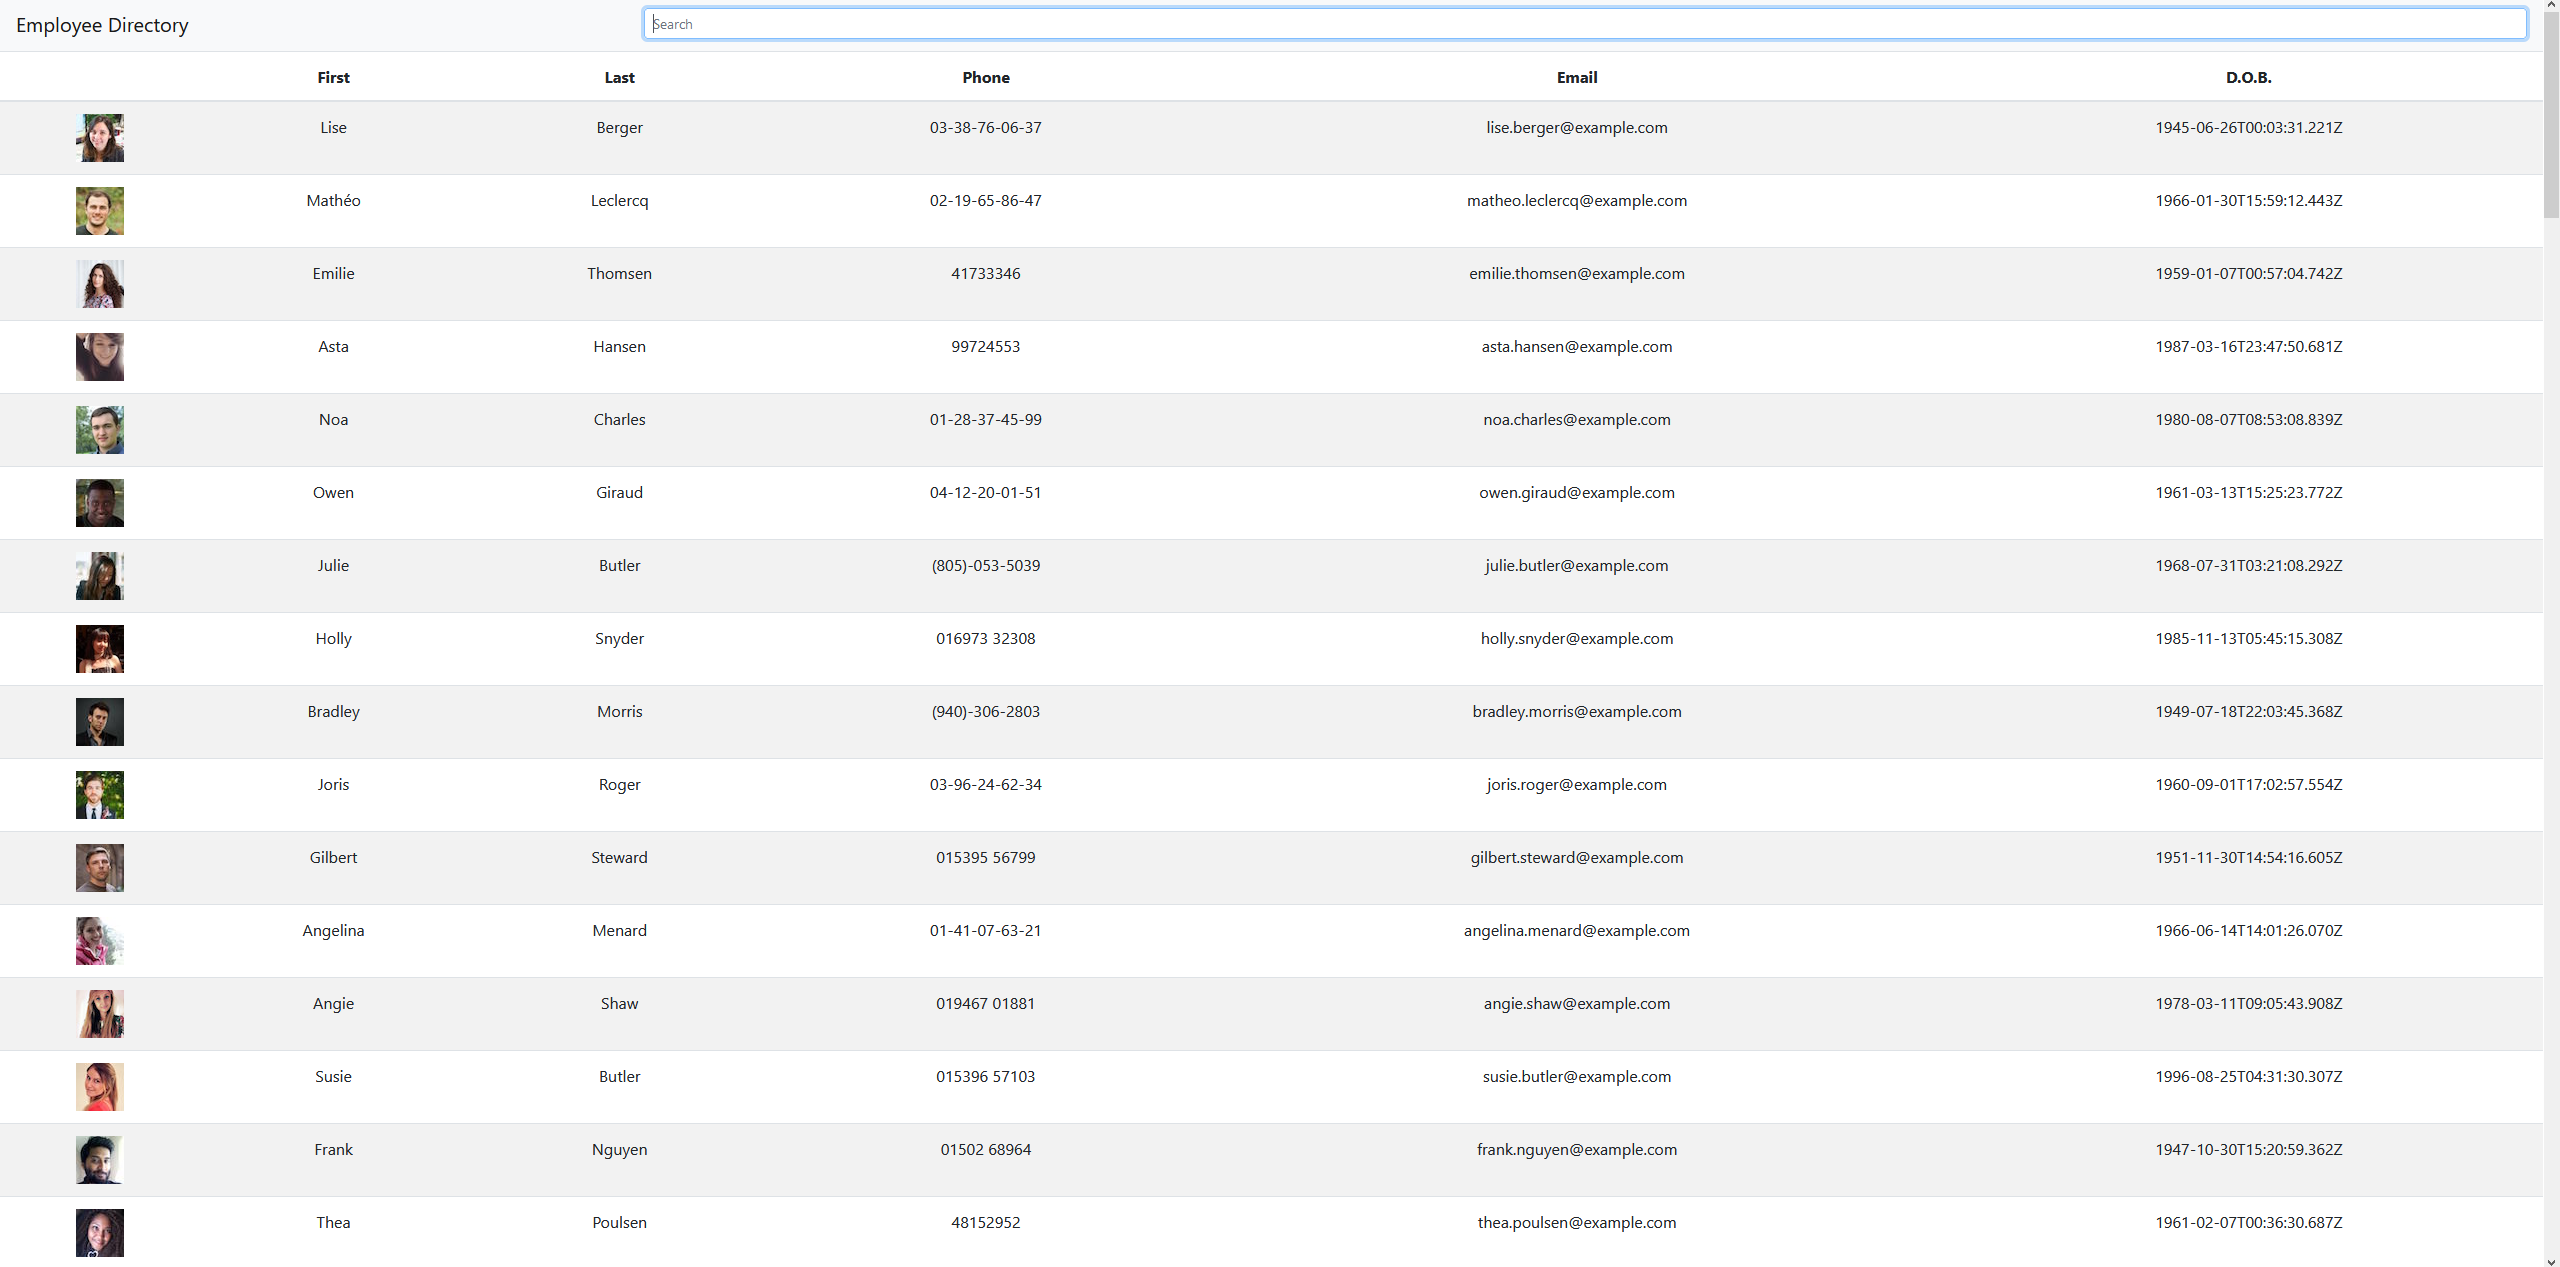 Employee Directory Search
First Last Phone Email D.O.B.
Lise Berger 03-38-76-06-37 lise.berger@example.com 1945-06-26T00:03:31.221Z
Mathéo Leclercq 02-19-65-86-47 matheo.leclercq@example.com 1966-01-30T15:59:12.443Z
Emilie Thomsen 41733346 emilie.thomsen@example.com 1959-01-07T00:57:04.742Z
Asta Hansen 99724553 asta.hansen@example.com 1987-03-16T23:47:50.681Z
Noa Charles 01-28-37-45-99 noa.charles@example.com 1980-08-07T08:53:08.839Z
Owen Giraud 04-12-20-01-51 owen.giraud@example.com 1961-03-13T15:25:23.772Z
Julie Butler (805)-053-5039 julie.butler@example.com 1968-07-31T03:21:08.292Z
Holly Snyder 016973 32308 holly.snyder@example.com 1985-11-13T05:45:15.308Z
Bradley Morris (940)-306-2803 bradley.morris@example.com 1949-07-18T22:03:45.368Z
Joris Roger 03-96-24-62-34 joris.roger@example.com 1960-09-01T17:02:57.554Z
Gilbert Steward 015395 56799 gilbert.steward@example.com 1951-11-30T14:54:16.605Z
Angelina Menard 01-41-07-63-21 angelina.menard@example.com 1966-06-14T14:01:26.070Z
Angie Shaw 019467 01881 angie.shaw@example.com 1978-03-11T09:05:43.908Z
Susie Butler 015396 57103 susie.butler@example.com 1996-08-25T04:31:30.307Z
Frank Nguyen 01502 68964 frank.nguyen@example.com 1947-10-30T15:20:59.362Z
Thea Poulsen 48152952 thea.poulsen@example.com 1961-02-07T00:36:30.687Z